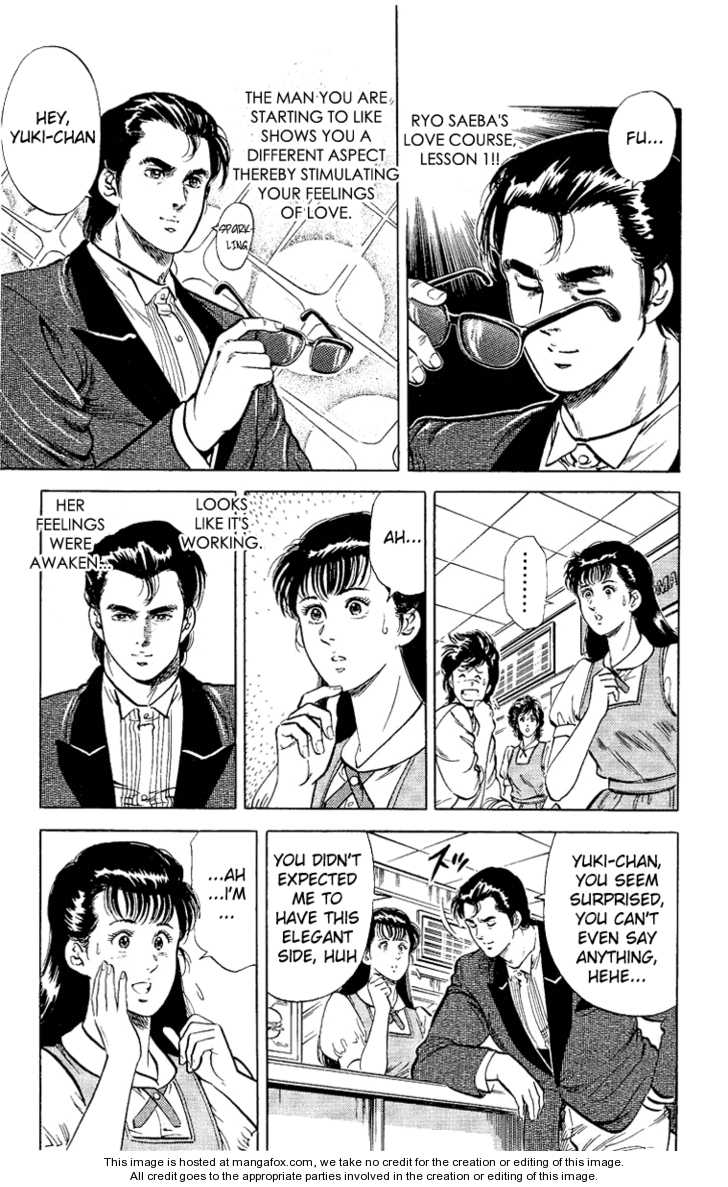 FU...
RYO SAEBA'S
LOVE COURSE,
LESSON 1!!
THE MAN YOU ARE
STARTING TO LIKE
SHOWS YOU A
DIFFERENT ASPECT
THEREBY STIMULATING
YOUR FEELINGS
OF LOVE.
SPARK-
LING
HEY,
YUKI-CHAN
.........
AH...
LOOKS
LIKE IT'S
WORKING.
HER
FEELINGS
WERE
AWAKEN...
YUKI-CHAN,
YOU SEEM
SURPRISED,
YOU CAN'T
EVEN SAY
ANYTHING,
HEHE...
ズッ
YOU DIDN'T
EXPECTED
ME TO
HAVE THIS
ELEGANT
SIDE, HUH
...AH
...I'M
...
This image is hosted at mangafox.com, we take no credit for the creation or editing of this image.
All credit goes to the appropriate parties involved in the creation or editing of this image.